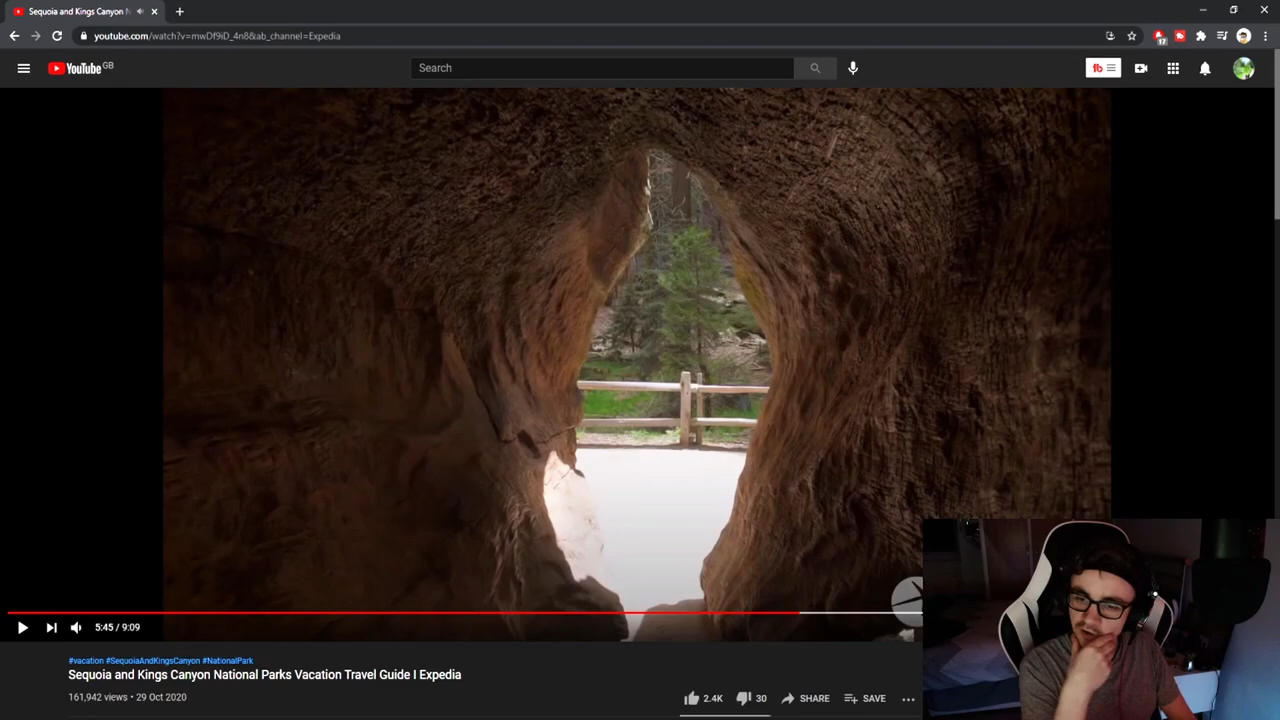 Sequoia and Kings Canyon N
youtube.com/watch?v=mwDf9iD_4n8&ab_channel=Expedia
17
YouTube GB
Search
5:45 / 9:09
#vacation #SequoiaAndKingsCanyon #NationalPark
Sequoia and Kings Canyon National Parks Vacation Travel Guide I Expedia
161,942 views • 29 Oct 2020
2.4K
30
SHARE
SAVE